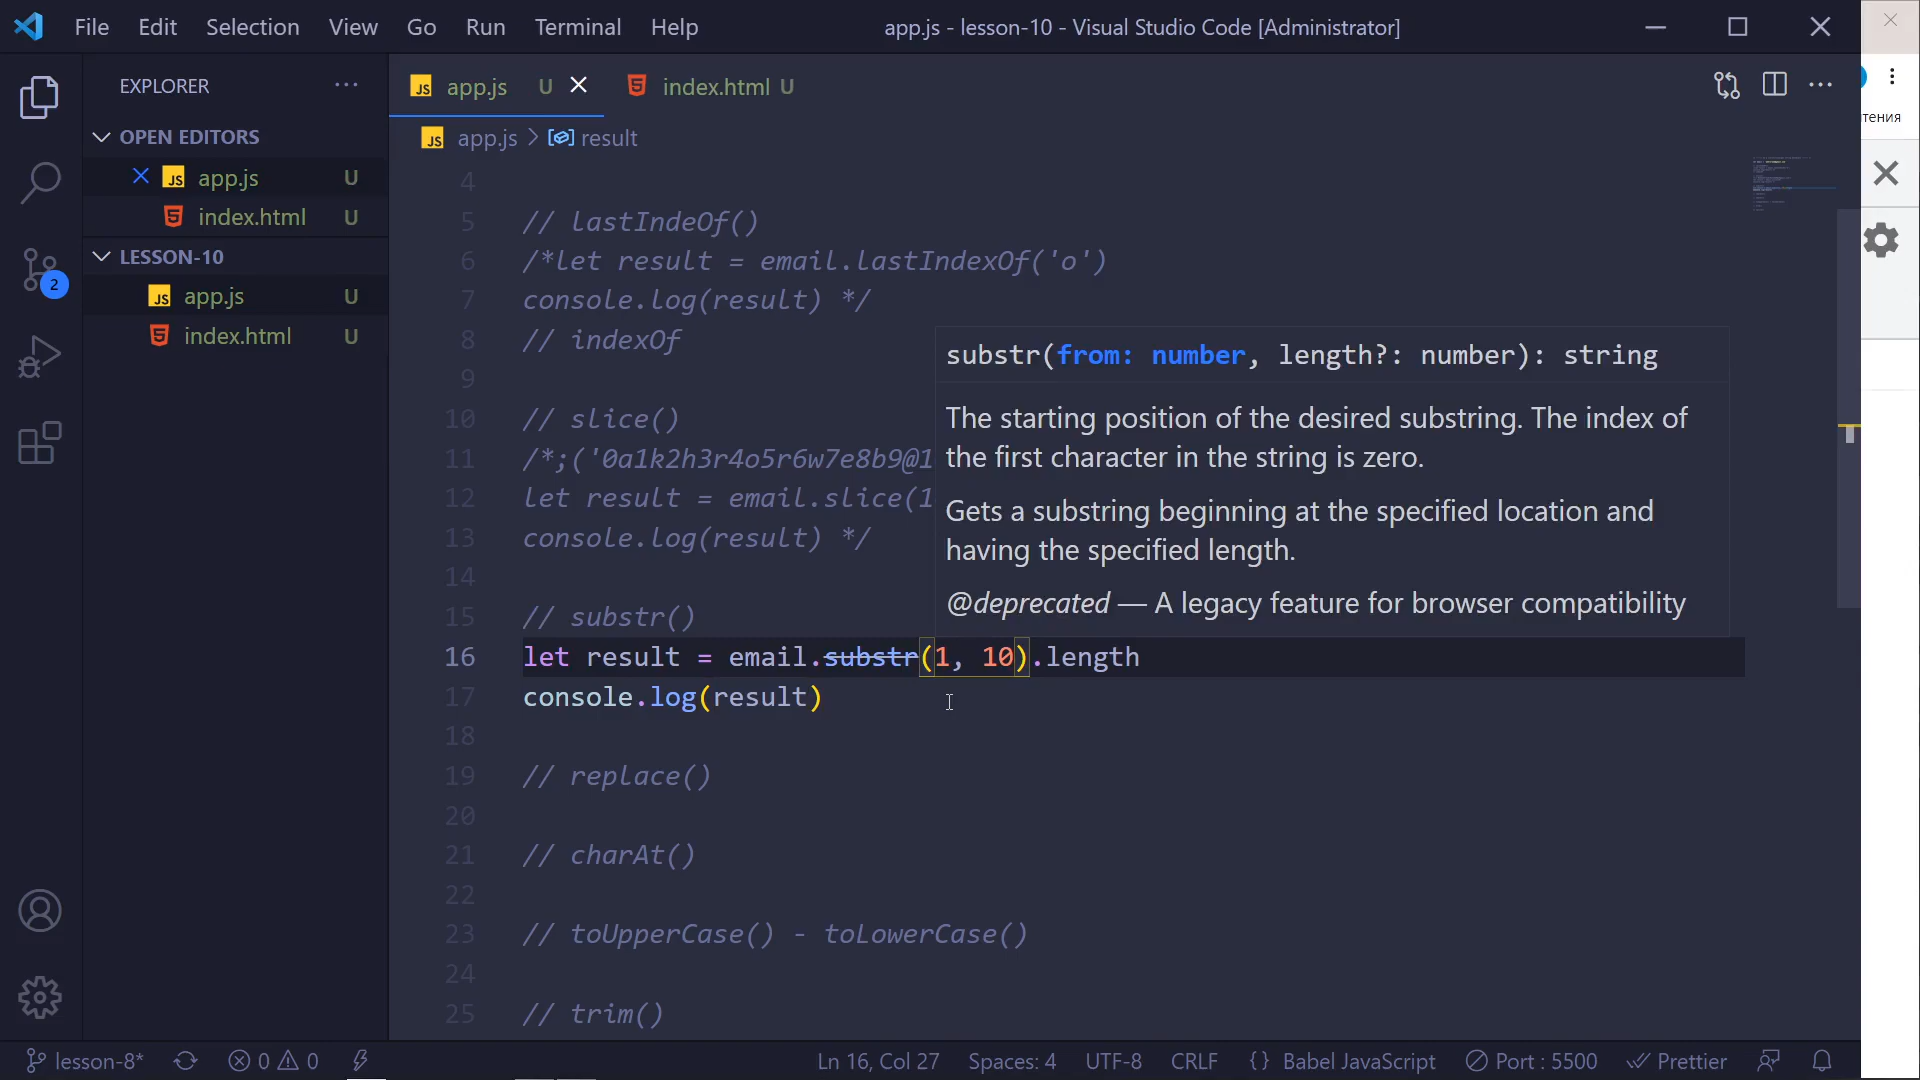 File Edit Selection View Go Run Terminal Help
app.js - lesson-10 - Visual Studio Code [Administrator]
EXPLORER
OPEN EDITORS
JS app.js U
index.html U
LESSON-10
JS app.js U
index.html U
2
JS app.js U
index.html U
JS app.js > result
4
5 // lastIndeOf()
6 /*let result = email.lastIndexOf('o')
7 console.log(result) */
8 // indexOf
9
10 // slice()
11 /*;('0a1k2h3r4o5r6w7e8b9@1
12 let result = email.slice(1
13 console.log(result) */
14
15 // substr()
16 let result = email.substr(1, 10).length
17 console.log(result)
18
19 // replace()
20
21 // charAt()
22
23 // toUpperCase() - toLowerCase()
24
25 // trim()
substr(from: number, length?: number): string
The starting position of the desired substring. The index of
the first character in the string is zero.
Gets a substring beginning at the specified location and
having the specified length.
@deprecated — A legacy feature for browser compatibility
тения
lesson-8* 0 0 Ln 16, Col 27 Spaces: 4 UTF-8 CRLF {} Babel JavaScript Port : 5500 Prettier